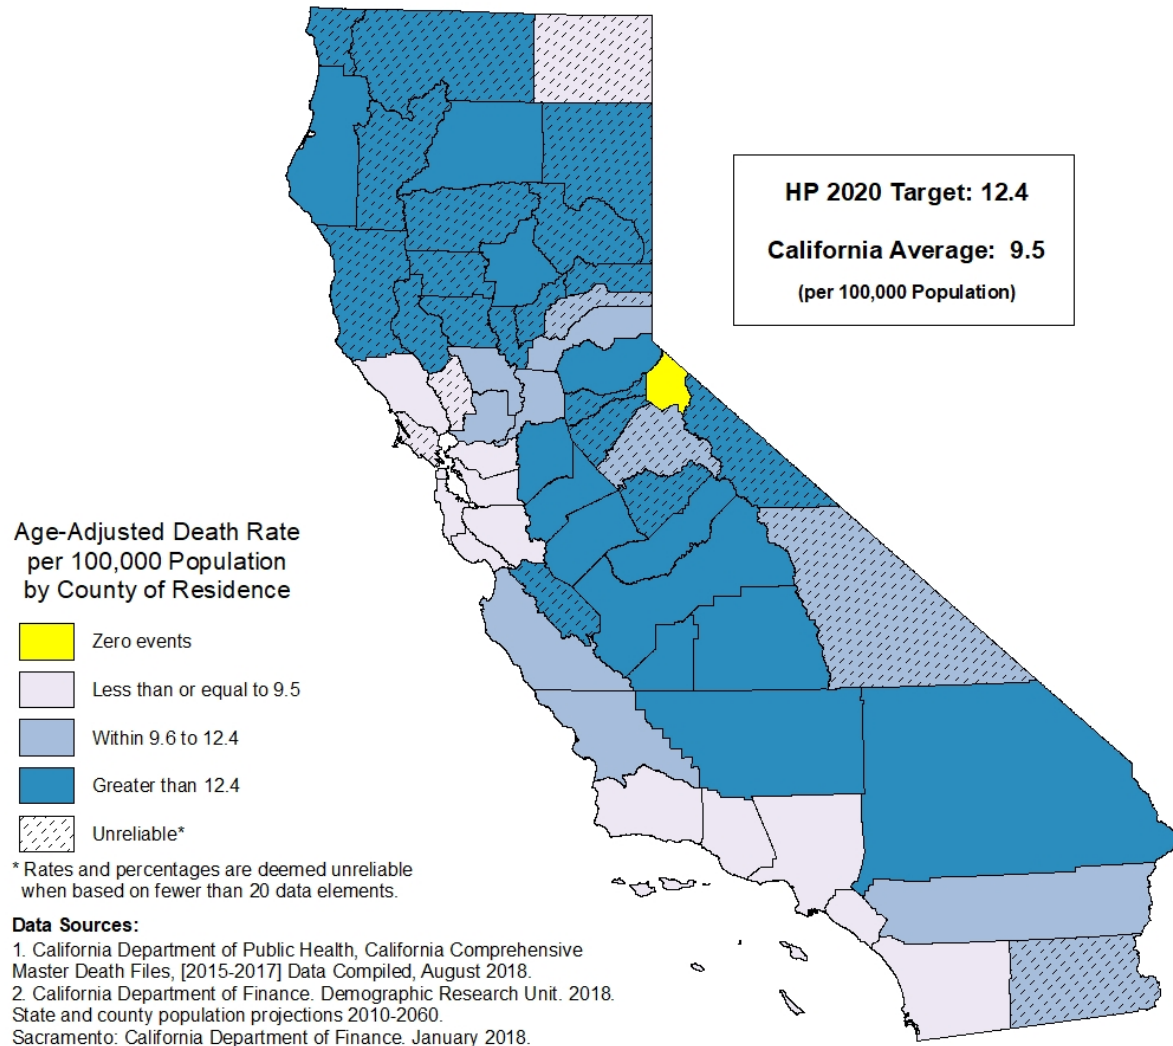 HP 2020 Target: 12.4
California Average: 9.5
(per 100,000 Population)
Age-Adjusted Death Rate
per 100,000 Population
by County of Residence
Zero events
Less than or equal to 9.5
Within 9.6 to 12.4
Greater than 12.4
Unreliable*
* Rates and percentages are deemed unreliable
when based on fewer than 20 data elements.
Data Sources:
1. California Department of Public Health, California Comprehensive
Master Death Files, [2015-2017] Data Compiled, August 2018.
2. California Department of Finance. Demographic Research Unit. 2018.
State and county population projections 2010-2060.
Sacramento: California Department of Finance. January 2018.